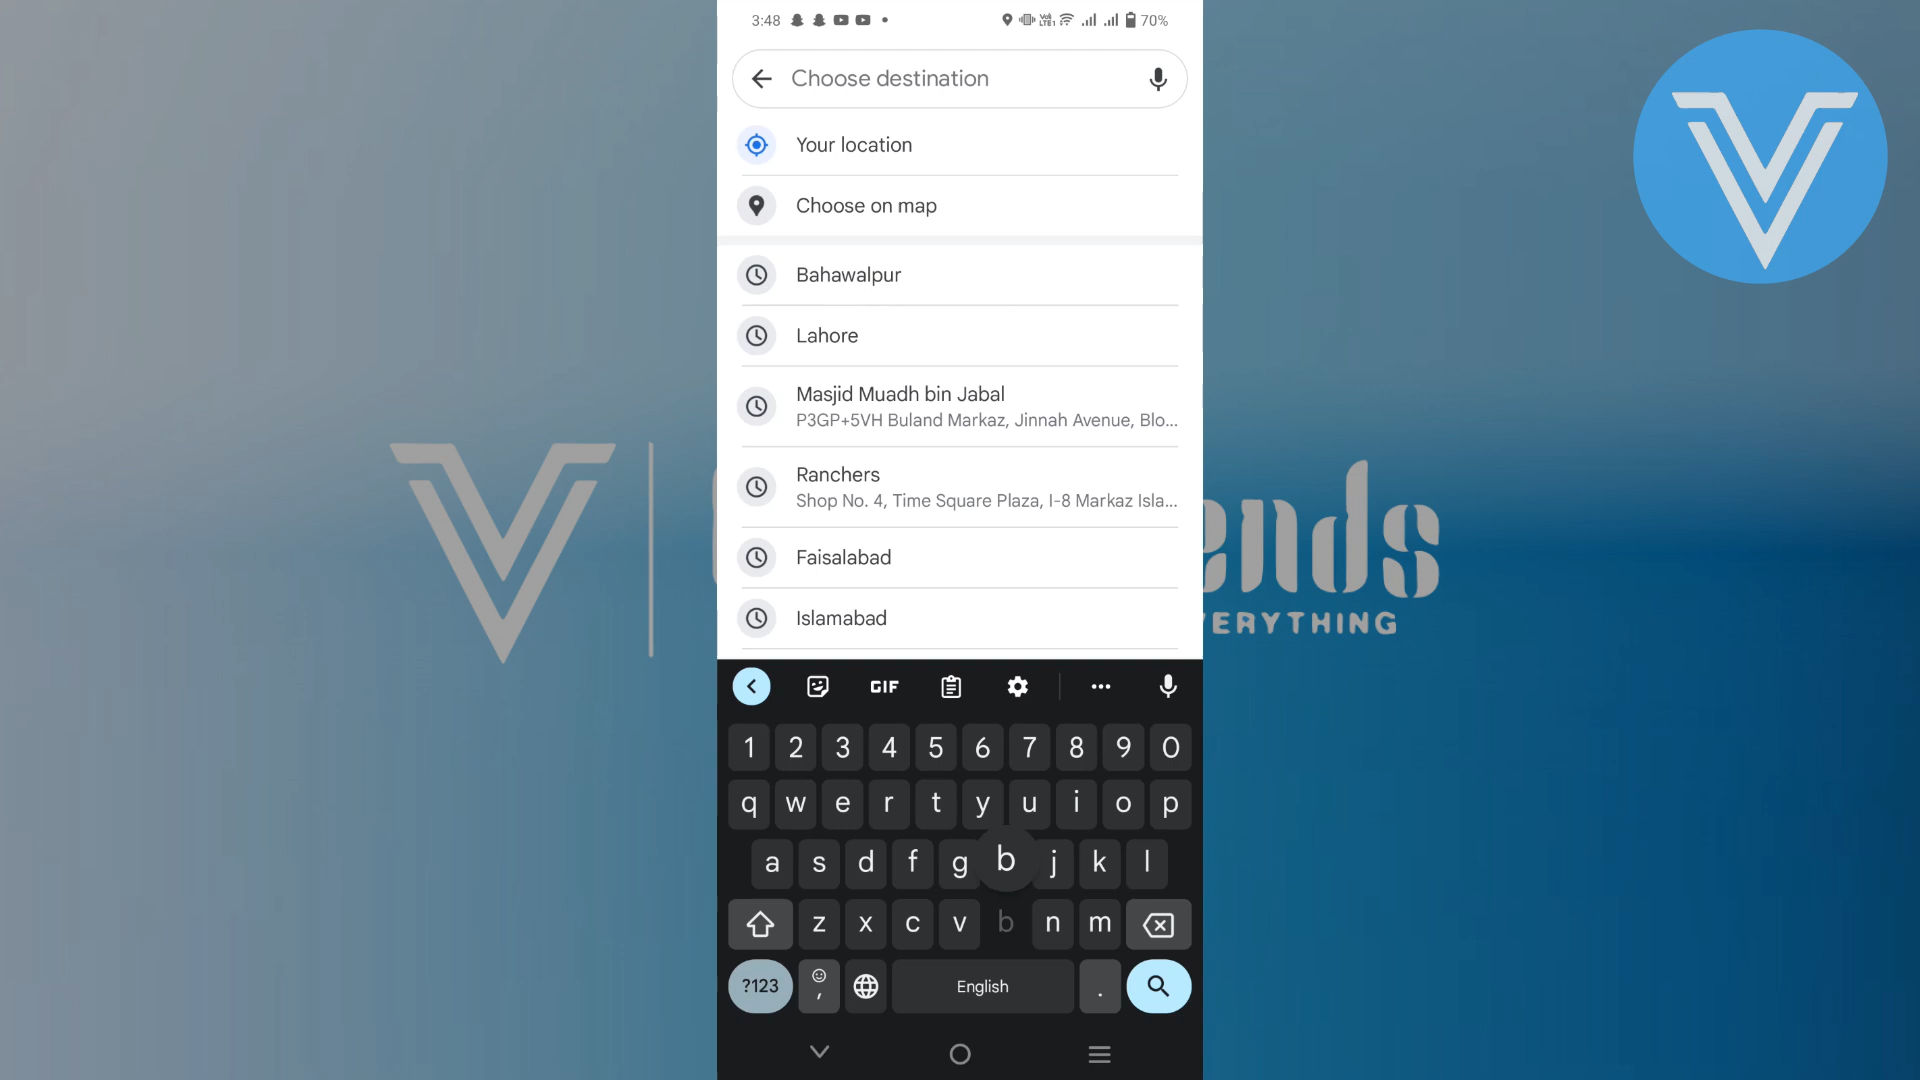 3:48
VoLTE1
70%
Choose destination
Your location
Choose on map
Bahawalpur
Lahore
Masjid Muadh bin Jabal
P3GP+5VH Buland Markaz, Jinnah Avenue, Blo...
Ranchers
Shop No. 4, Time Square Plaza, I-8 Markaz Isla...
Faisalabad
Islamabad
ends
ERYTHING
GIF
1 2 3 4 5 6 7 8 9 0
q w e r t y u i o p
a s d f g b j k l
z x c v b n m
?123 , English .